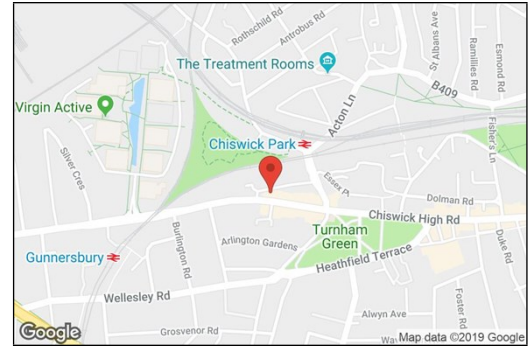 Rothschild Rd
Antrobus Rd
St Albans Ave
Ramillies Rd
Esmond Rd
The Treatment Rooms
B409
Virgin Active
Acton Ln
Fisher's Ln
Silver Cres
Chiswick Park
Essex Pl
Dolman Rd
Chiswick High Rd
Turnham
Green
Duke Rd
Burlington Rd
Arlington Gardens
Gunnersbury
Heathfield Terrace
Wellesley Rd
Foster Rd
Alwyn Ave
Grosvenor Rd
Google
Map data ©2019 Google